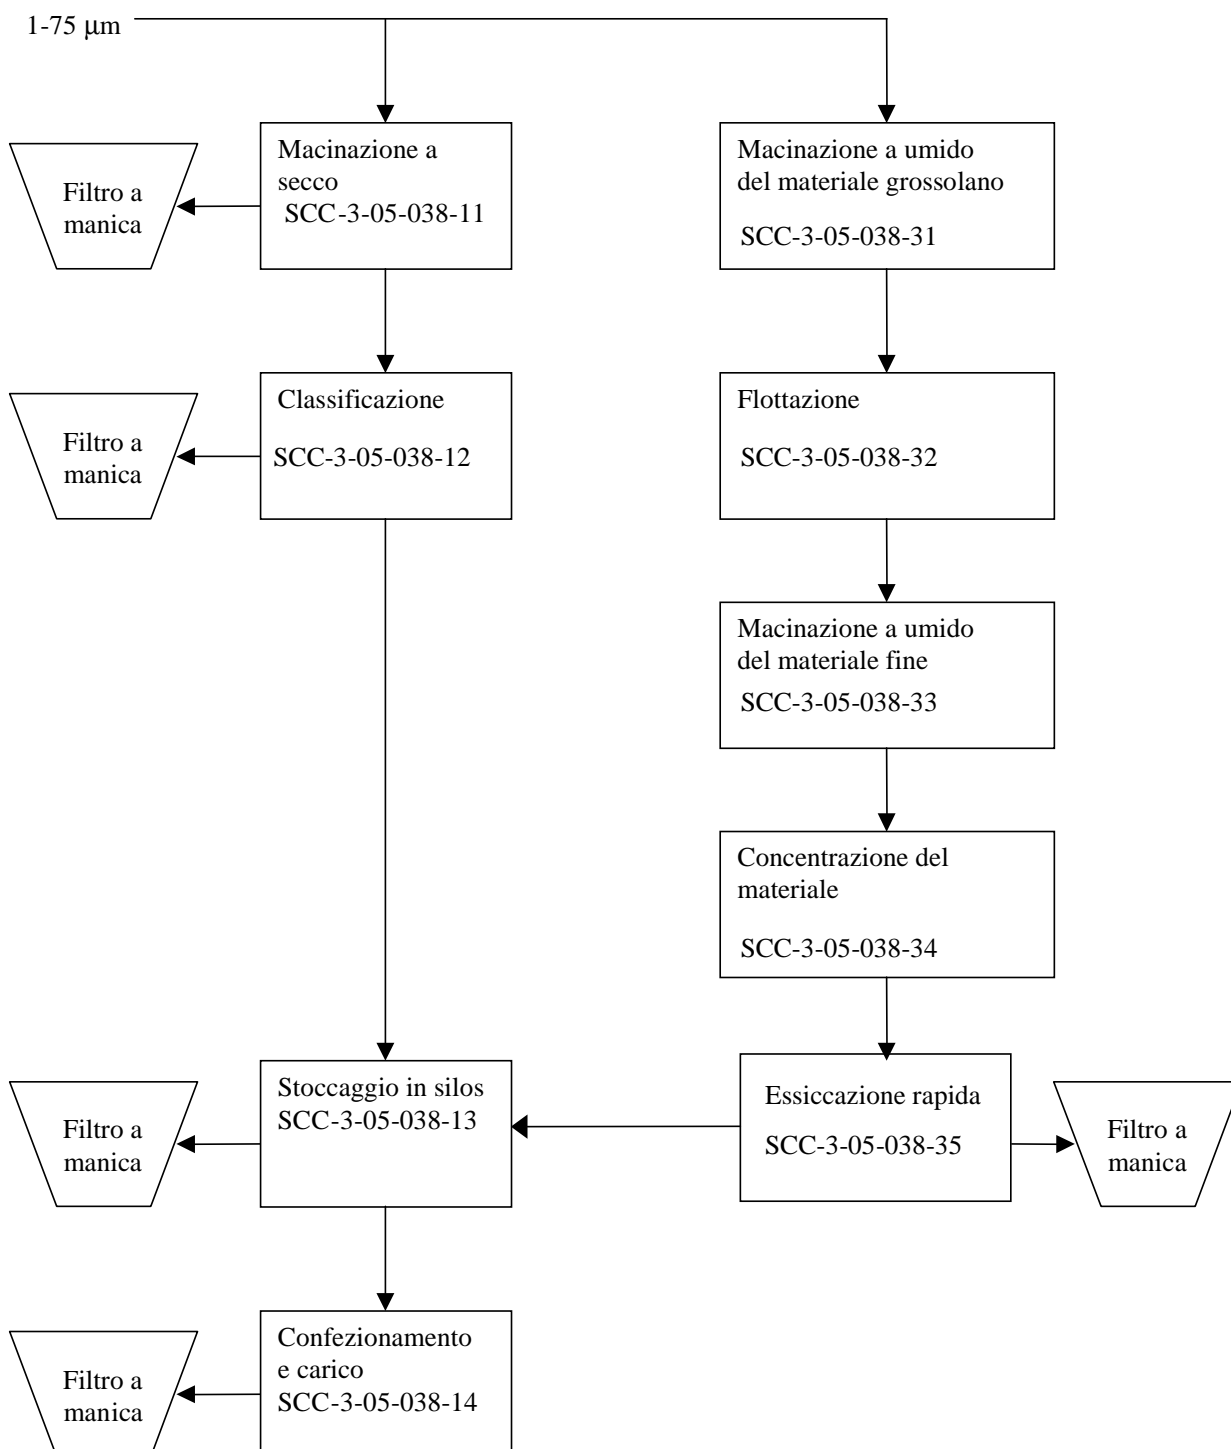 1-75 μm
Macinazione a
secco
SCC-3-05-038-11
Filtro a
manica
Macinazione a umido
del materiale grossolano
SCC-3-05-038-31
Classificazione
SCC-3-05-038-12
Filtro a
manica
Flottazione
SCC-3-05-038-32
Macinazione a umido
del materiale fine
SCC-3-05-038-33
Concentrazione del
materiale
SCC-3-05-038-34
Stoccaggio in silos
SCC-3-05-038-13
Filtro a
manica
Essiccazione rapida
SCC-3-05-038-35
Filtro a
manica
Confezionamento
e carico
SCC-3-05-038-14
Filtro a
manica